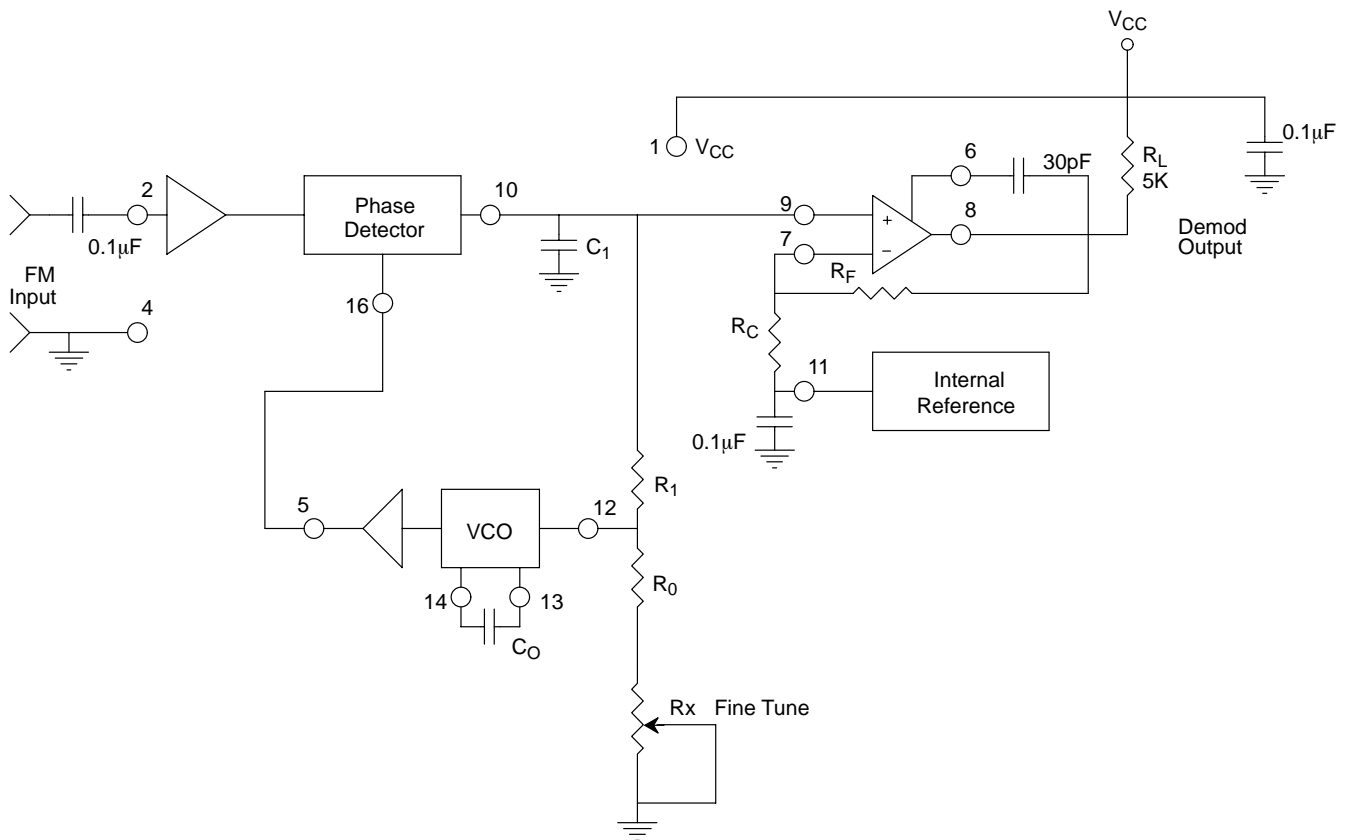 VCC
1
VCC
6
30pF
RL
5K
0.1μF
2
0.1μF
Phase
Detector
10
C1
9
7
+
−
8
Demod
Output
FM
Input
4
16
RF
RC
11
Internal
Reference
0.1μF
R1
5
VCO
12
R0
14
13
CO
Rx Fine Tune